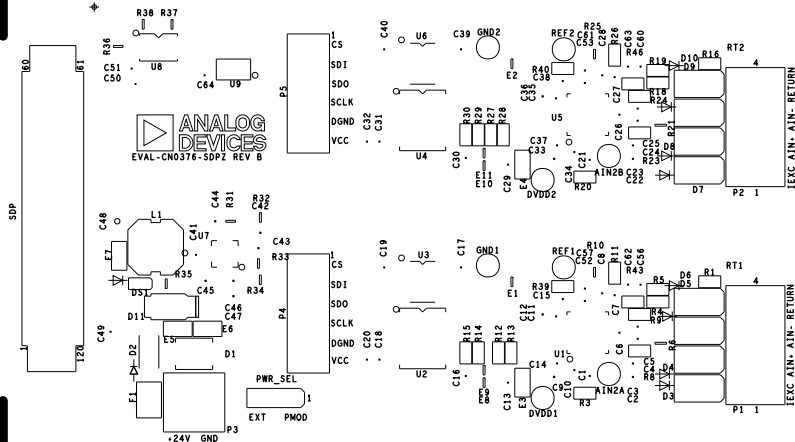 R38 R37
R36
U8
C51
C50
C64
U9
60
61
ANALOG
DEVICES
EVAL-CN0376-SDPZ REV B
SDP
1
120
P5
1
CS
SDI
SDO
SCLK
DGND
VCC
C32
C31
C40
U6
C39
GND2
E2
U4
R30
R29
R27
R28
C30
E11
E10
C29
E4
REF2
C61
C53
R25
C28
R26
C63
R46
C60
R40
C38
C36
C35
U5
C37
C33
DVDD2
C34
C21
R20
AIN2B
C27
C26
R19
D10
D9
R16
R18
R24
R21
C25
C24
D8
R23
C23
C22
D7
RT2
4
P2 1
IEXC AIN+ AIN- RETURN
C48
L1
C41
C44
R31
R32
C42
U7
C43
R33
R34
E7
DS1
R35
C45
D11
C46
C47
C49
E5
E6
D2
D1
F1
P3
+24V GND
PWR_SEL
1
EXT PMOD
P4
1
CS
SDI
SDO
SCLK
DGND
VCC
C20
C18
C19
U3
C17
GND1
E1
U2
R15
R14
R12
R13
C16
E9
E8
C13
E3
REF1
C57
C52
R10
C8
R11
C62
R43
C56
R39
C15
C12
C11
U1
C14
DVDD1
C9
C10
C1
R3
AIN2A
C7
C6
R5
D6
D5
R1
R4
R9
R6
C5
C4
D4
R8
C3
C2
D3
RT1
4
P1 1
IEXC AIN+ AIN- RETURN